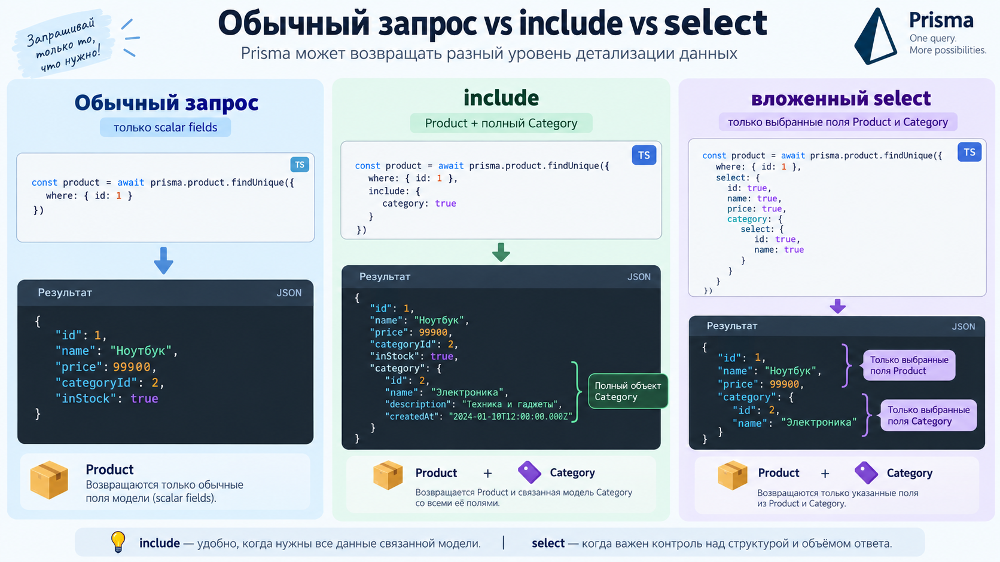 Запрашивай
только то,
что нужно!
Обычный запрос vs include vs select
Prisma может возвращать разный уровень детализации данных
Prisma
One query.
More possibilities.
Обычный запрос
только scalar fields
TS
const product = await prisma.product.findUnique({
where: { id: 1 }
})
Результат
JSON
{
"id": 1,
"name": "Ноутбук",
"price": 99900,
"categoryId": 2,
"inStock": true
}
Product
Возвращаются только обычные
поля модели (scalar fields).
include
Product + полный Category
TS
const product = await prisma.product.findUnique({
where: { id: 1 },
include: {
category: true
}
})
Результат
JSON
{
"id": 1,
"name": "Ноутбук",
"price": 99900,
"categoryId": 2,
"inStock": true,
"category": {
"id": 2,
"name": "Электроника",
"description": "Техника и гаджеты",
"createdAt": "2024-01-10T12:00:00.000Z"
}
}
Полный объект
Category
Product + Category
Возвращается Product и связанная модель Category
со всеми её полями.
вложенный select
только выбранные поля Product и Category
TS
const product = await prisma.product.findUnique({
where: { id: 1 },
select: {
id: true,
name: true,
price: true,
category: {
select: {
id: true,
name: true
}
}
}
})
Результат
JSON
{
"id": 1,
"name": "Ноутбук",
"price": 99900,
"category": {
"id": 2,
"name": "Электроника"
}
}
Только выбранные
поля Product
Только выбранные
поля Category
Product + Category
Возвращаются только указанные поля
из Product и Category.
include — удобно, когда нужны все данные связанной модели. | select — когда важен контроль над структурой и объёмом ответа.